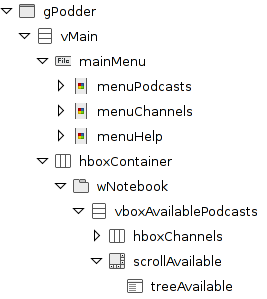 gPodder
vMain
File mainMenu
menuPodcasts
menuChannels
menuHelp
hboxContainer
wNotebook
vboxAvailablePodcasts
hboxChannels
scrollAvailable
treeAvailable